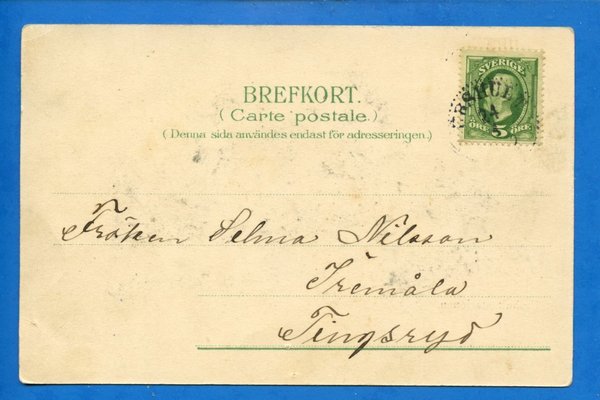 SVERIGE
5
ÖRE ÖRE
BREFKORT.
(Carte postale.)
(Denna sida användes endast för adresseringen.)
Fröken Selma Nilsson
Tremåla
Tingsryd